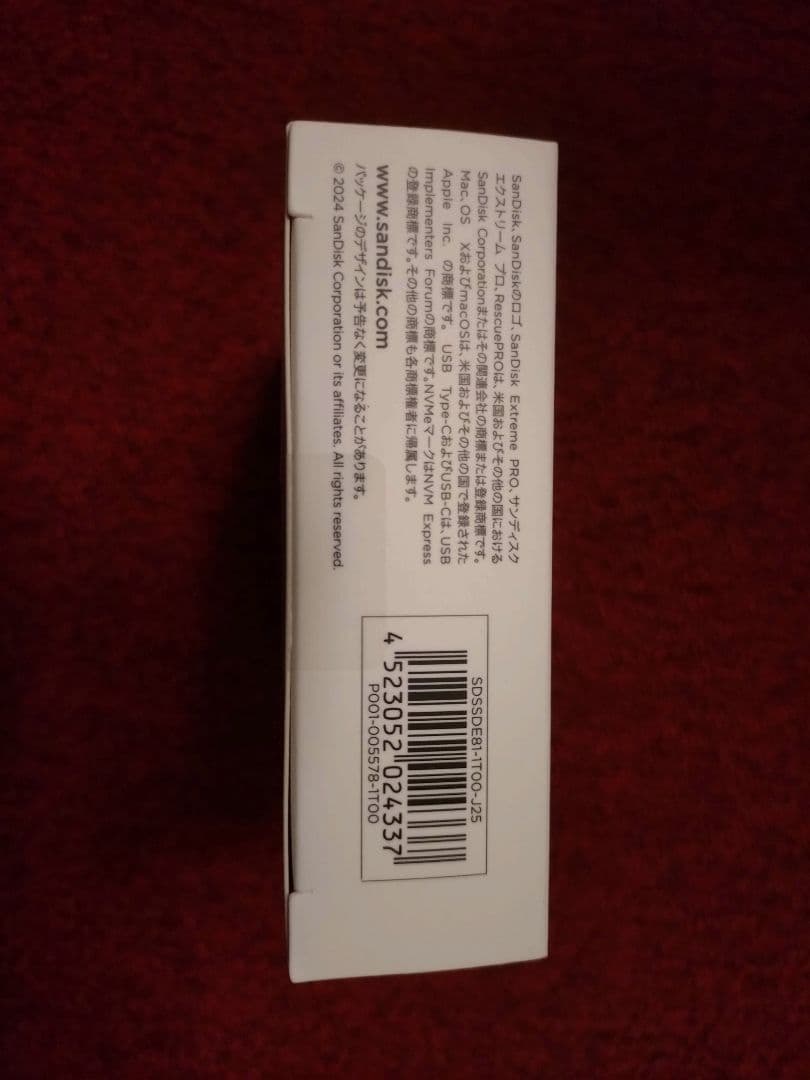 SanDisk、SanDiskのロゴ、SanDisk Extreme PRO、サンディスク
エクストリーム プロ、RescuePROは、米国およびその他の国における
SanDisk Corporationまたはその関連会社の商標または登録商標です。
Mac、OS XおよびmacOSは、米国およびその他の国で登録された
Apple Inc. の商標です。 USB Type-CおよびUSB-Cは、USB
Implementers Forumの商標です。NVMeマークはNVM Express
の登録商標です。その他の商標も各商標権者に帰属します。
www.sandisk.com
パッケージのデザインは予告なく変更になることがあります。
© 2024 SanDisk Corporation or its affiliates. All rights reserved.
SDSSDE81-1T00-J25
4 523052 024337
P001-005578-1T00